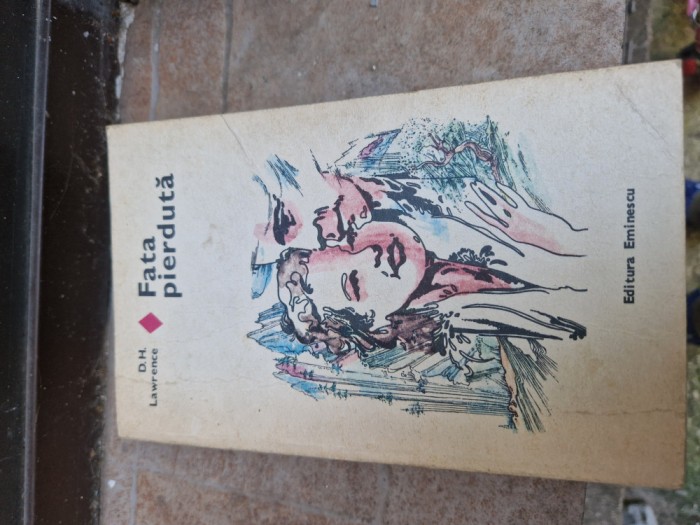 D.H.
Lawrence
Fata
pierdută
Editura Eminescu